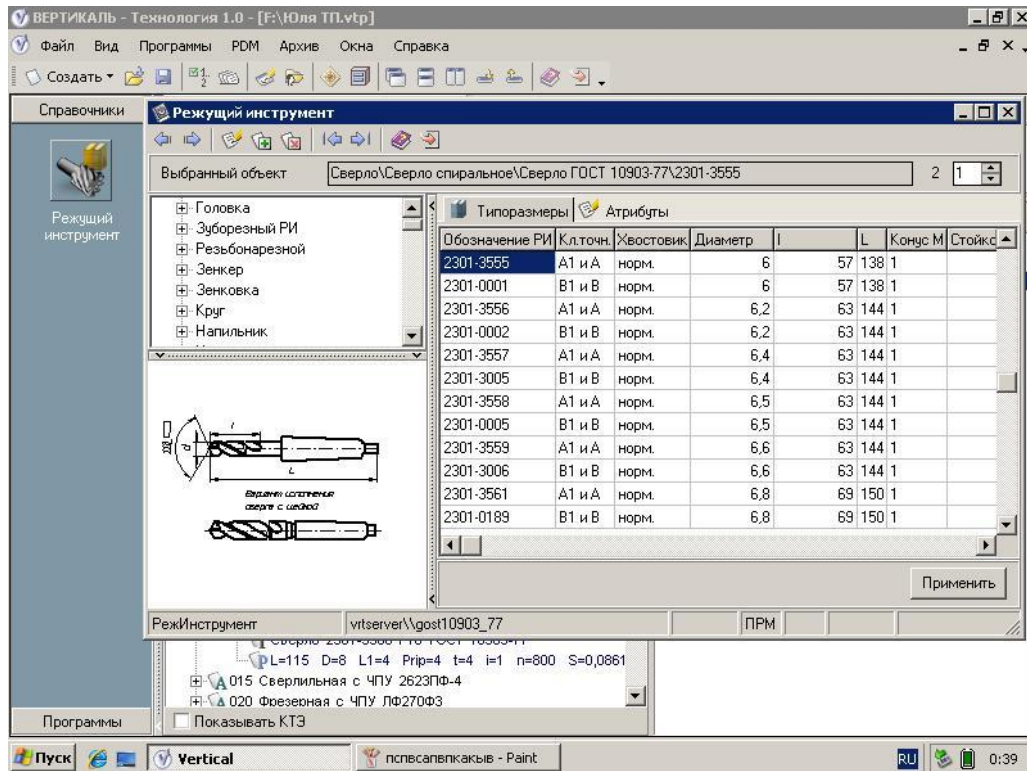 ВЕРТИКАЛЬ - Технология 1.0 - [F:\Юля ТП.vtp]
Файл Вид Программы PDM Архив Окна Справка
Создать
Справочники
Режущий инструмент
Режущий
инструмент
Выбранный объект Сверло\Сверло спиральное\Сверло ГОСТ 10903-77\2301-3555 2 1
Головка
Зуборезный РИ
Резьбонарезной
Зенкер
Зенковка
Круг
Напильник
Типоразмеры Атрибуты
Обозначение РИ Кл.точн. Хвостовик Диаметр l L Конус М Стойкс
2301-3555 А1 и А норм. 6 57 138 1
2301-0001 В1 и В норм. 6 57 138 1
2301-3556 А1 и А норм. 6,2 63 144 1
2301-0002 В1 и В норм. 6,2 63 144 1
2301-3557 А1 и А норм. 6,4 63 144 1
2301-3005 В1 и В норм. 6,4 63 144 1
2301-3558 А1 и А норм. 6,5 63 144 1
2301-0005 В1 и В норм. 6,5 63 144 1
2301-3559 А1 и А норм. 6,6 63 144 1
2301-3006 В1 и В норм. 6,6 63 144 1
2301-3561 А1 и А норм. 6,8 69 150 1
2301-0189 В1 и В норм. 6,8 69 150 1
d
l
L
Вариант исполнения
сверла с шейкой
Применить
РежИнструмент vrtserver\\gost10903_77 ПРМ
L=115 D=8 L1=4 Prip=4 t=4 i=1 n=800 S=0,0861
015 Сверлильная с ЧПУ 2623ПФ-4
020 Фрезерная с ЧПУ ЛФ270Ф3
Программы
Показывать КТЭ
Пуск Vertical пспвсапвпкакыв - Paint RU 0:39